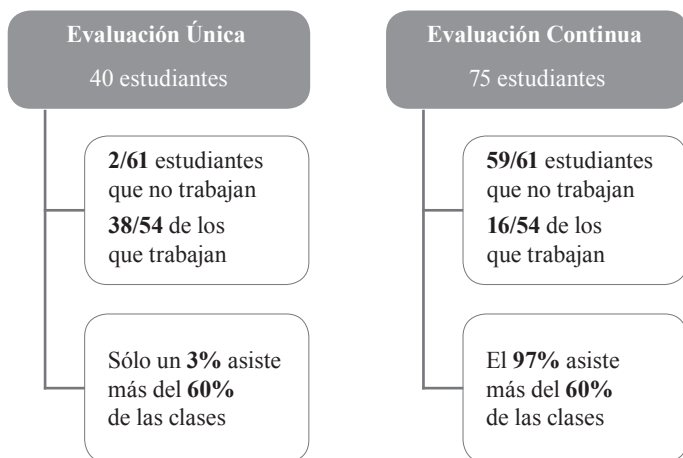 Evaluación Única
40 estudiantes
2/61 estudiantes
que no trabajan
38/54 de los
que trabajan
Sólo un 3% asiste
más del 60%
de las clases
Evaluación Continua
75 estudiantes
59/61 estudiantes
que no trabajan
16/54 de los
que trabajan
El 97% asiste
más del 60%
de las clases